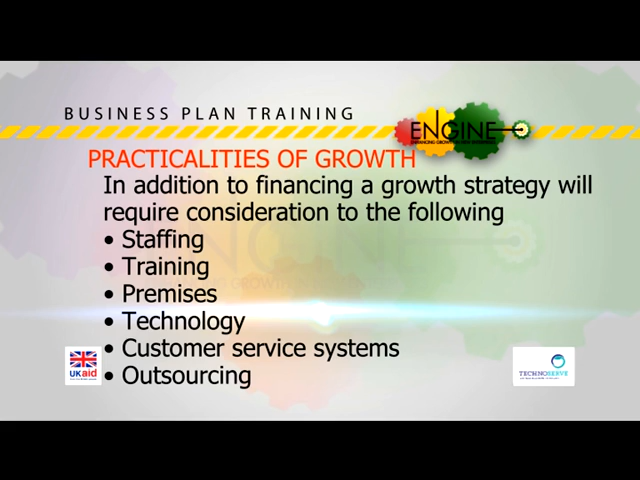 BUSINESS PLAN TRAINING
ENGINE
PRACTICALITIES OF GROWTH
In addition to financing a growth strategy will
require consideration to the following
• Staffing
• Training
• Premises
• Technology
• Customer service systems
• Outsourcing
UKaid
TECHNOSERVE